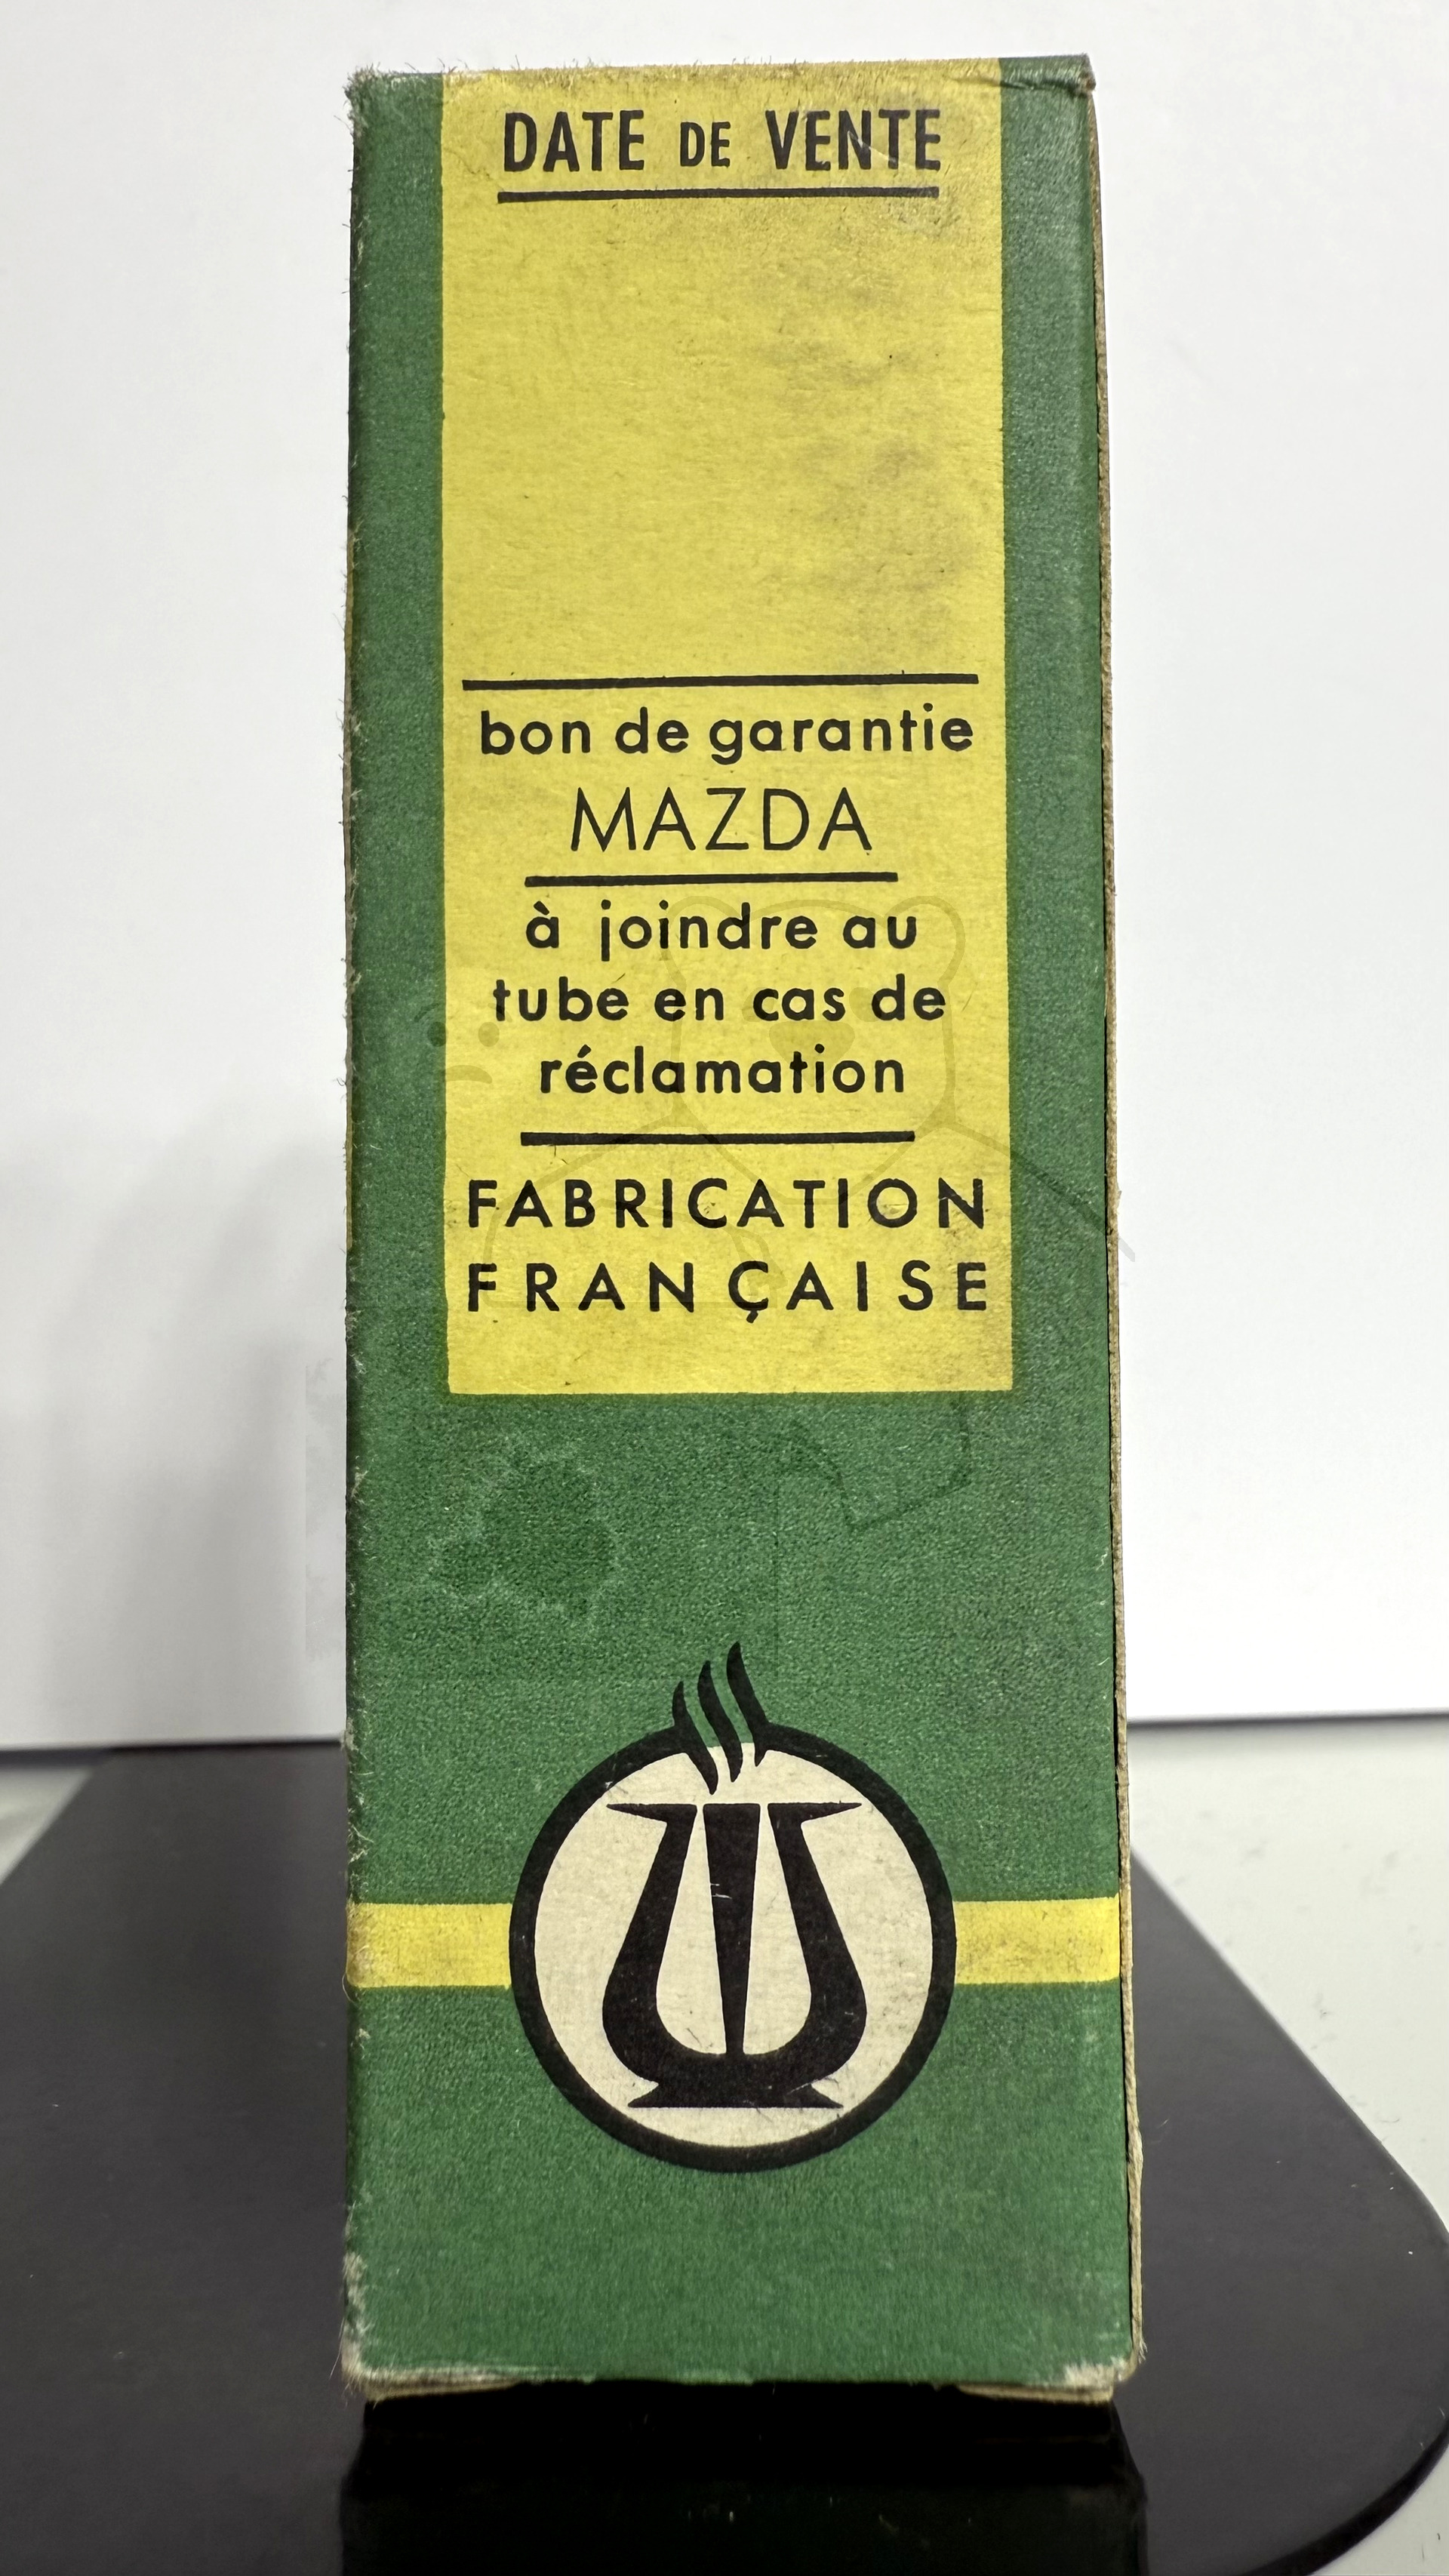 DATE DE VENTE
bon de garantie
MAZDA
à joindre au
tube en cas de
réclamation
FABRICATION
FRANÇAISE